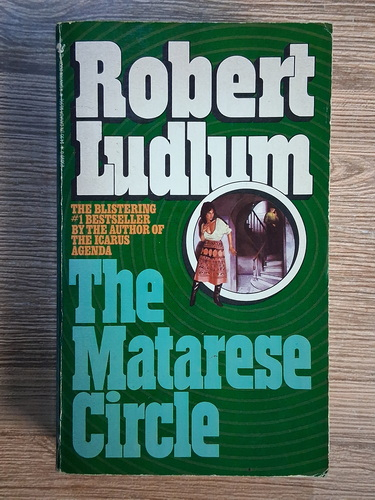 Robert
Ludlum
THE BLISTERING
#1 BESTSELLER
BY THE AUTHOR OF
THE ICARUS
AGENDA
The
Matarese
Circle